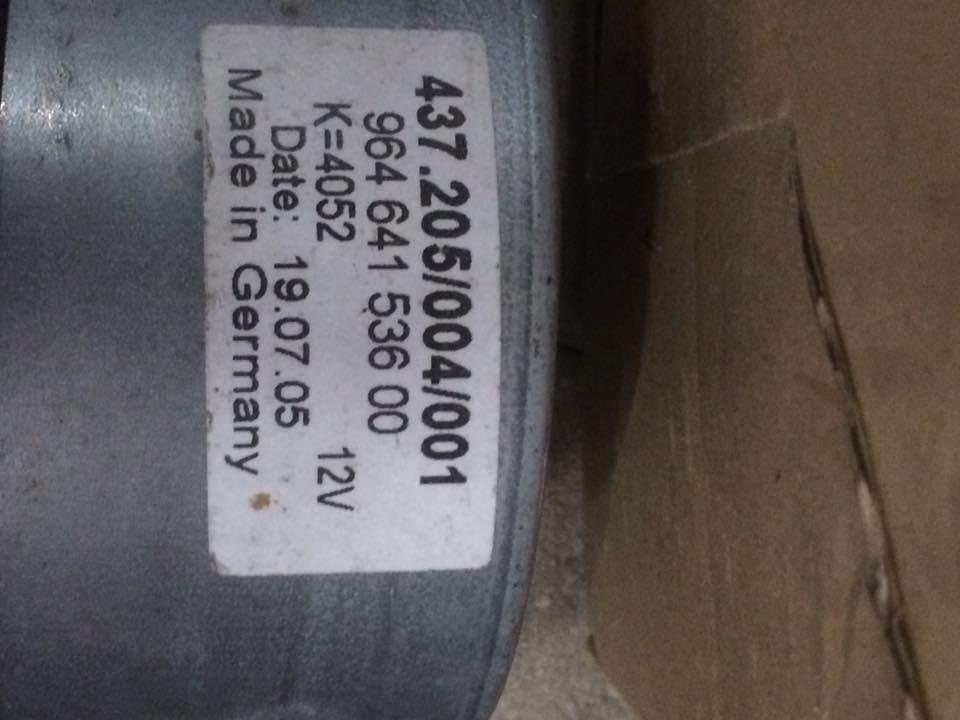 437.205/004/001
964 641 536 00
K=4052 12V
Date: 19.07.05
Made in Germany